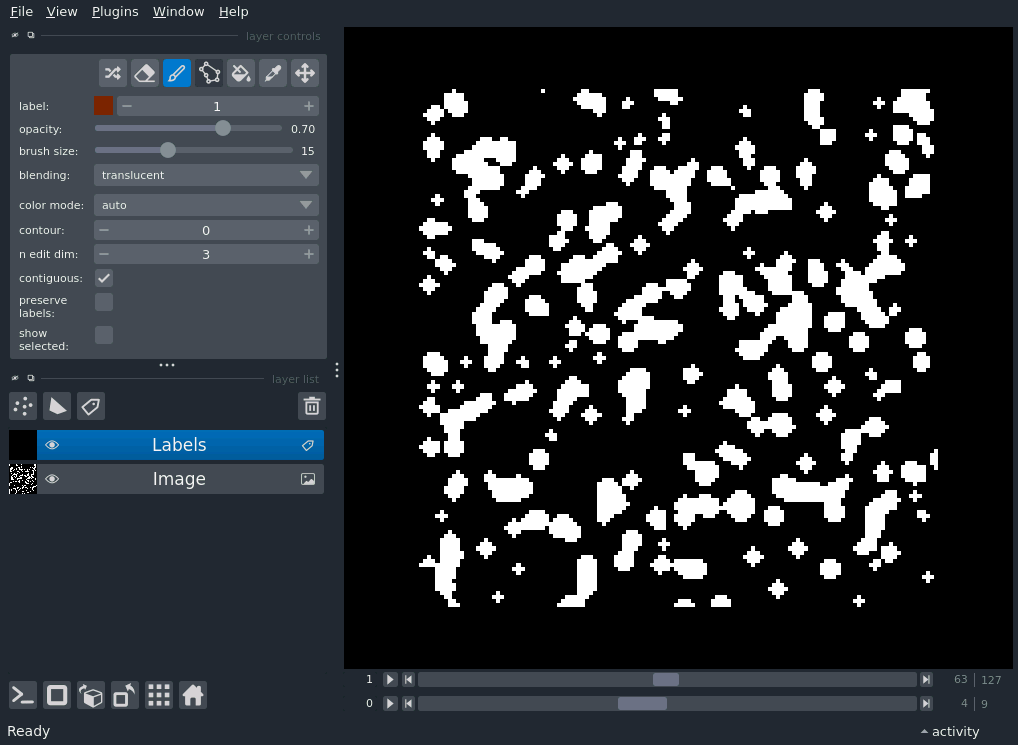 File View Plugins Window Help
layer controls
label: 1
opacity: 0.70
brush size: 15
blending: translucent
color mode: auto
contour: 0
n edit dim: 3
contiguous:
preserve
labels:
show
selected:
layer list
Labels
Image
1 63 127
0 4 9
Ready activity